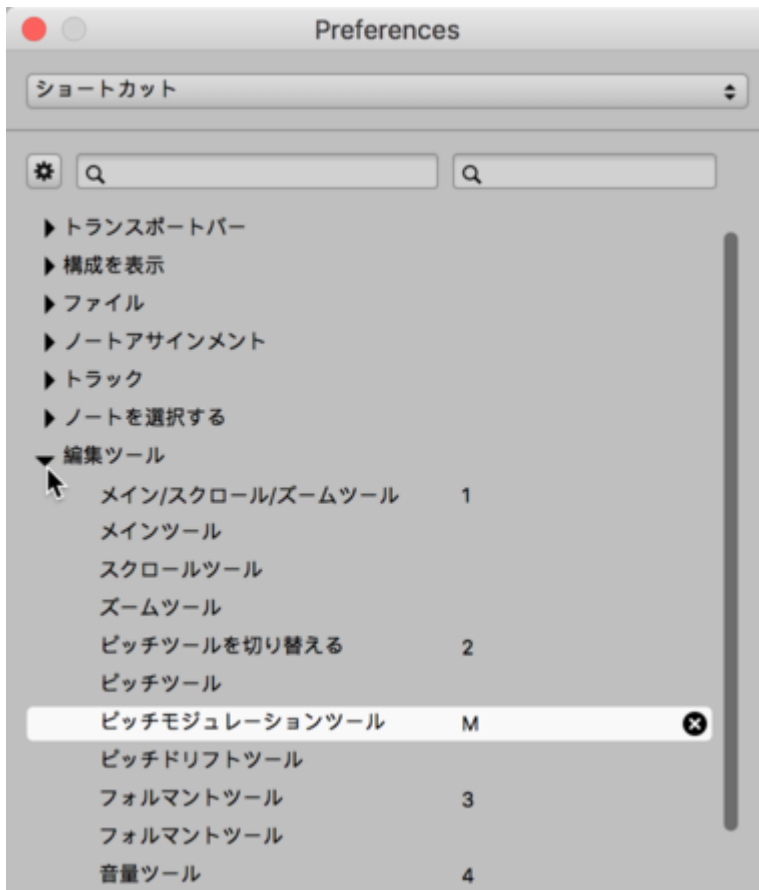 Preferences
ショートカット
トランスポートバー
構成を表示
ファイル
ノートアサインメント
トラック
ノートを選択する
編集ツール
メイン/スクロール/ズームツール 1
メインツール
スクロールツール
ズームツール
ピッチツールを切り替える 2
ピッチツール
ピッチモジュレーションツール M
ピッチドリフトツール
フォルマントツール 3
フォルマントツール
音量ツール 4